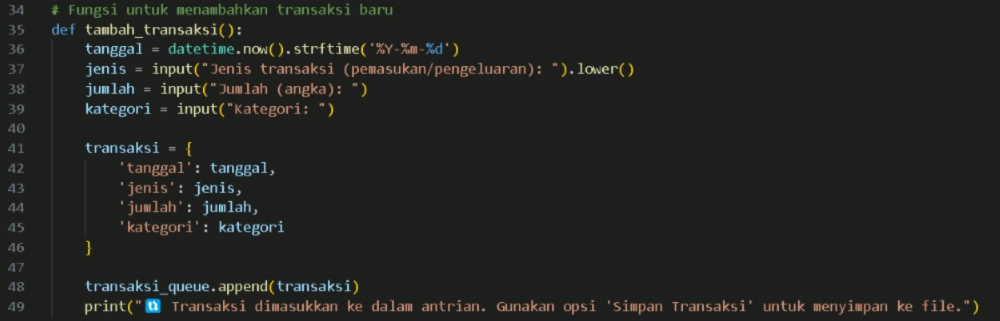 34 # Fungsi untuk menambahkan transaksi baru
35 def tambah_transaksi():
36     tanggal = datetime.now().strftime('%Y-%m-%d')
37     jenis = input("Jenis transaksi (pemasukan/pengeluaran): ").lower()
38     jumlah = input("Jumlah (angka): ")
39     kategori = input("Kategori: ")
40
41     transaksi = {
42         'tanggal': tanggal,
43         'jenis': jenis,
44         'jumlah': jumlah,
45         'kategori': kategori
46     }
47
48     transaksi_queue.append(transaksi)
49     print("🔃 Transaksi dimasukkan ke dalam antrian. Gunakan opsi 'Simpan Transaksi' untuk menyimpan ke file.")